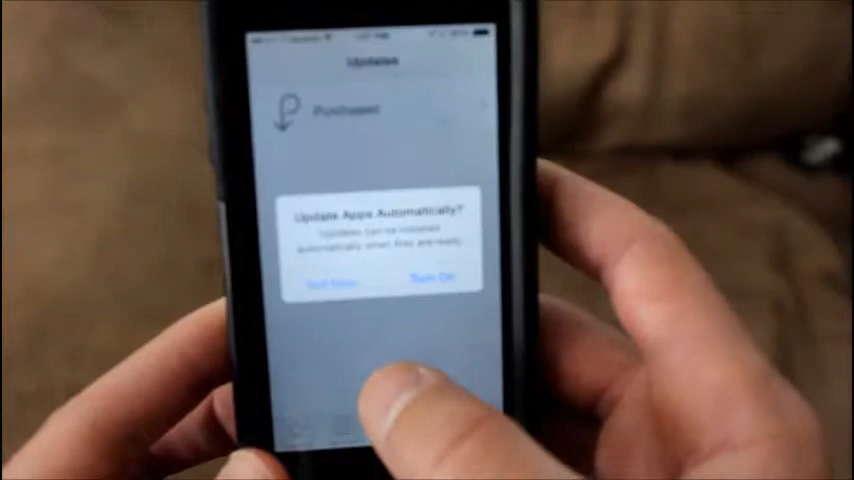 Updates
Purchased
Update Apps Automatically?
Updates can be installed
automatically when they are ready.
Not Now
Turn On